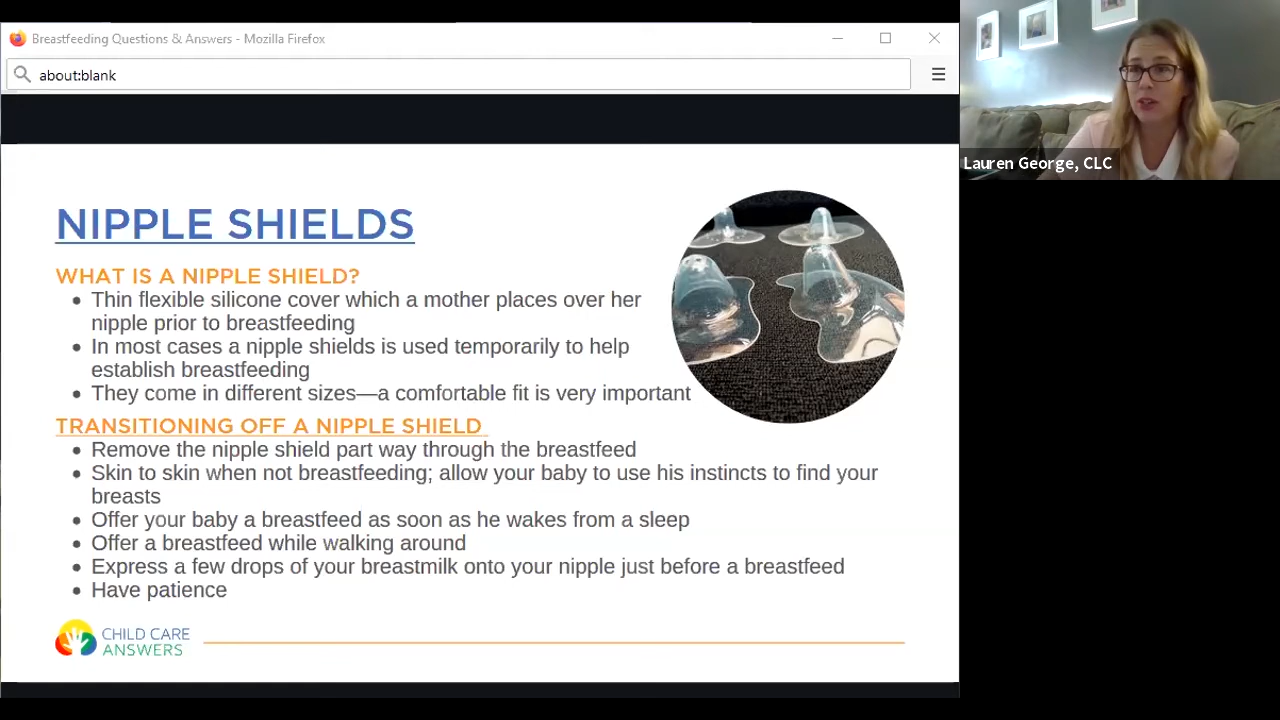 Breastfeeding Questions & Answers - Mozilla Firefox
about:blank
Lauren George, CLC
NIPPLE SHIELDS
WHAT IS A NIPPLE SHIELD?
• Thin flexible silicone cover which a mother places over her
nipple prior to breastfeeding
• In most cases a nipple shields is used temporarily to help
establish breastfeeding
• They come in different sizes—a comfortable fit is very important
TRANSITIONING OFF A NIPPLE SHIELD
• Remove the nipple shield part way through the breastfeed
• Skin to skin when not breastfeeding; allow your baby to use his instincts to find your
breasts
• Offer your baby a breastfeed as soon as he wakes from a sleep
• Offer a breastfeed while walking around
• Express a few drops of your breastmilk onto your nipple just before a breastfeed
• Have patience
CHILD CARE
ANSWERS